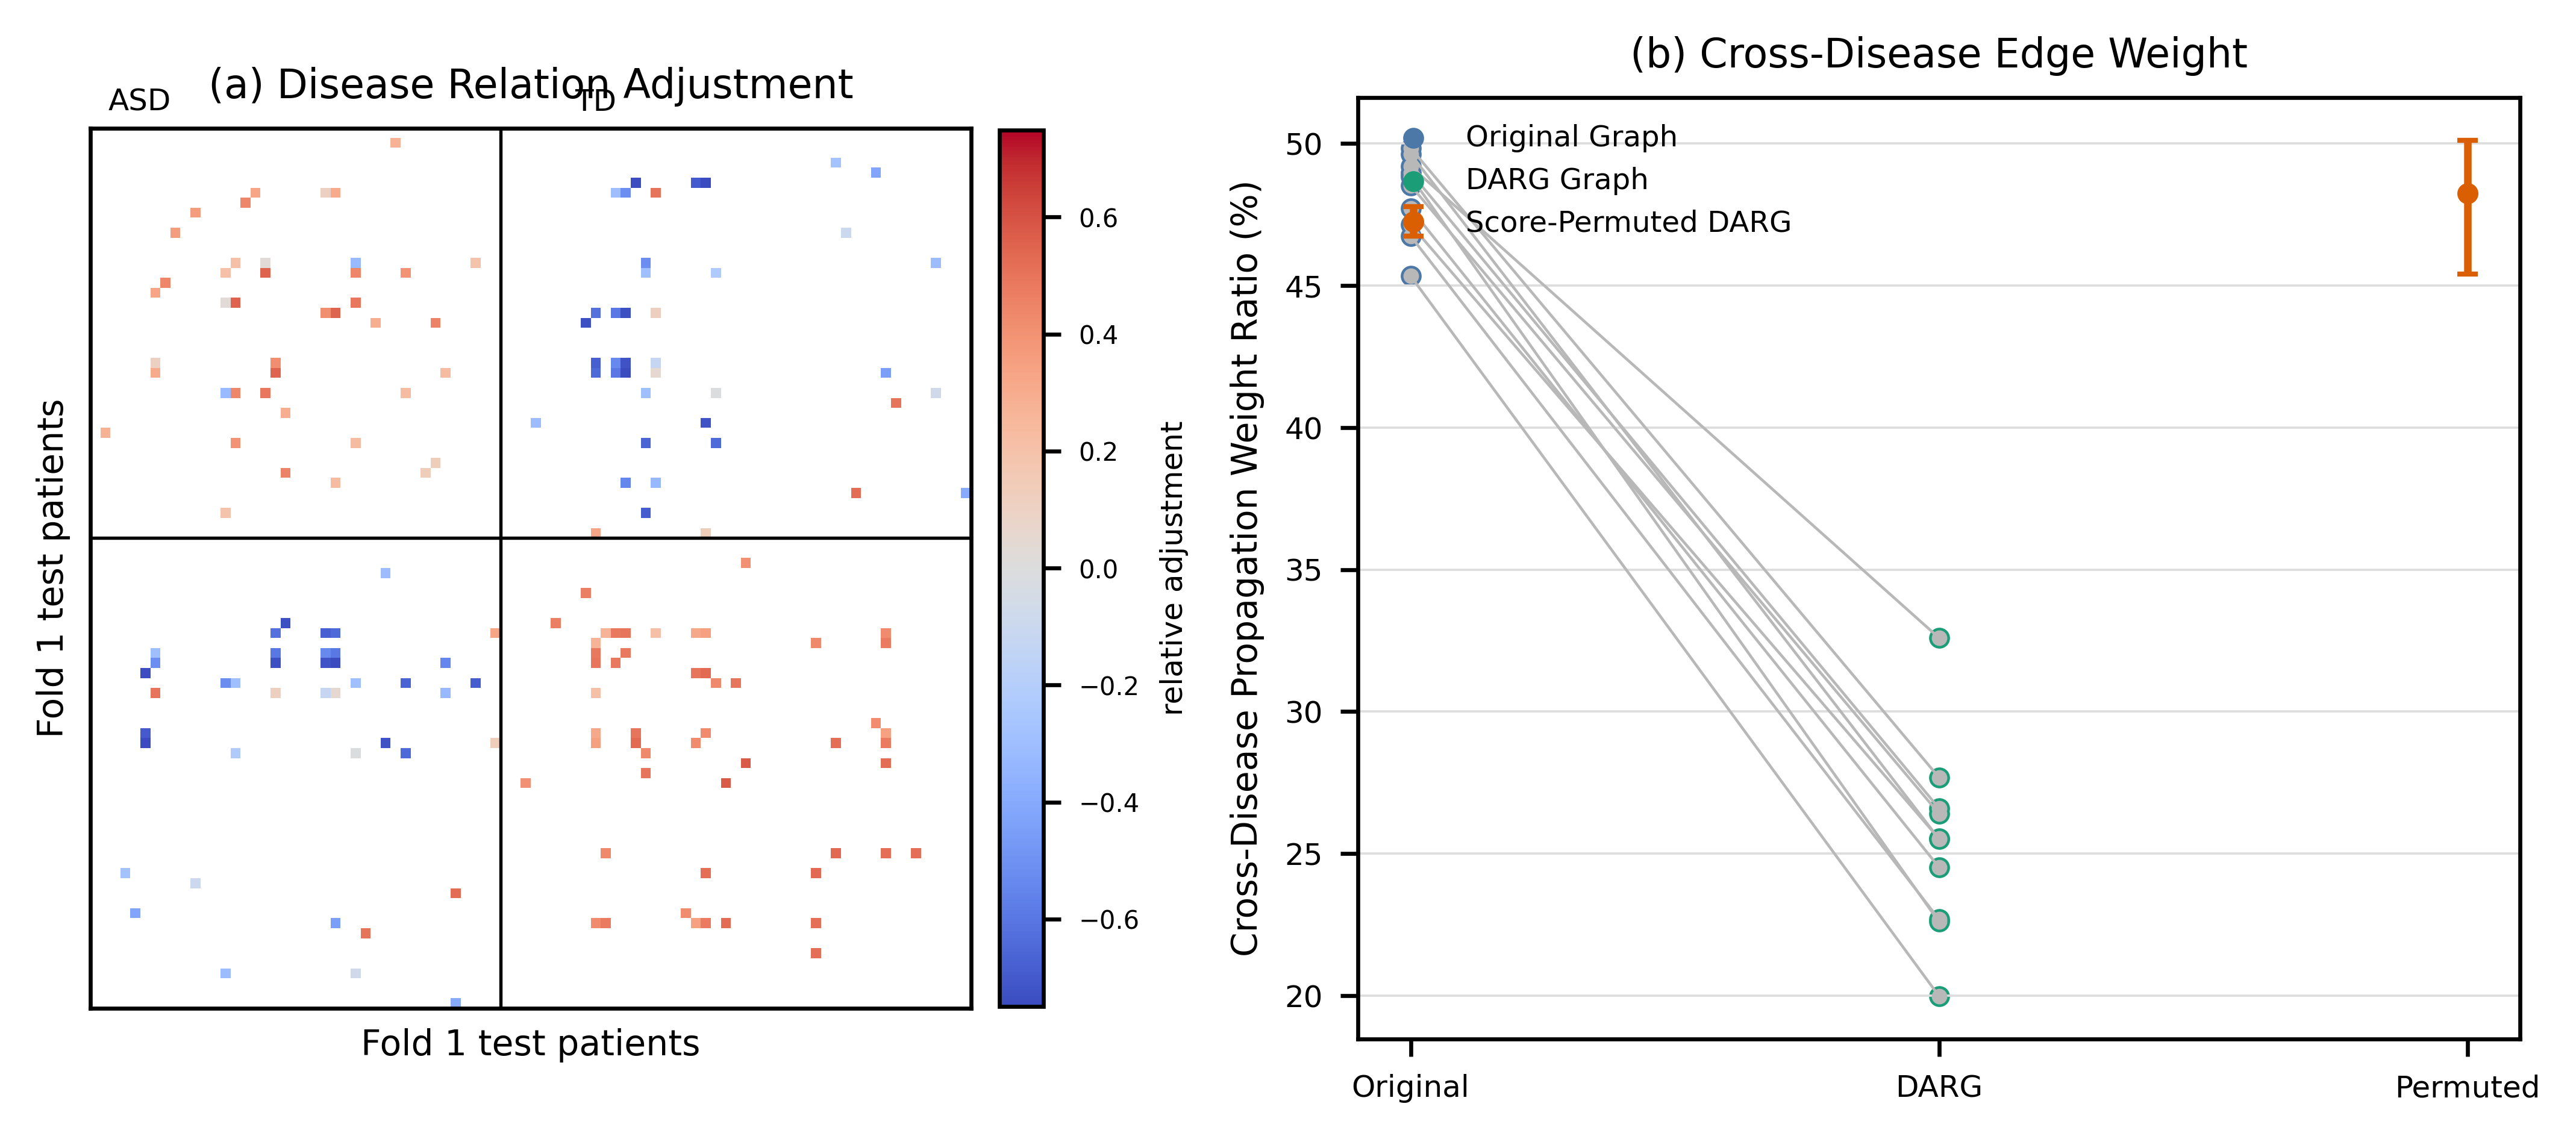 (a) Disease Relation Adjustment
ASD
TD
Fold 1 test patients
Fold 1 test patients
0.6
0.4
0.2
0.0
−0.2
−0.4
−0.6
relative adjustment
(b) Cross-Disease Edge Weight
Cross-Disease Propagation Weight Ratio (%)
50
45
40
35
30
25
20
Original Graph
DARG Graph
Score-Permuted DARG
Original
DARG
Permuted